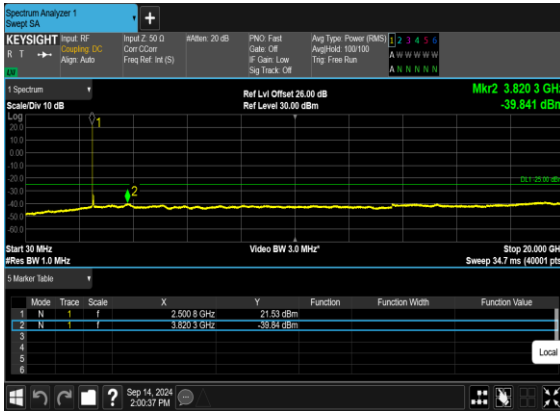 Spectrum Analyzer 1
Swept SA
+
KEYSIGHT Input: RF Input Z: 50 Ω #Atten: 20 dB PNO: Fast Avg Type: Power (RMS) 1 2 3 4 5 6
R T Coupling: DC Corr CCorr Gate: Off Avg|Hold: 100/100 A W W W W W
Align: Auto Freq Ref: Int (S) IF Gain: Low Trig: Free Run
Sig Track: Off A N N N N N
1 Spectrum
Ref Lvl Offset 26.00 dB Mkr2 3.820 3 GHz
Scale/Div 10 dB Ref Level 30.00 dBm -39.841 dBm
Log
20.0
10.0
0.00
-10.0
-20.0
-30.0
-40.0
-50.0
-60.0
1
2
Start 30 MHz Video BW 3.0 MHz* Stop 20.000 GH
#Res BW 1.0 MHz Sweep 34.7 ms (40001 pts
5 Marker Table
Mode Trace Scale X Y Function Function Width Function Value
1 N 1 f 2.500 8 GHz 21.53 dBm
2 N 1 f 3.820 3 GHz -39.84 dBm
3
4
5
6
Local
? Sep 14, 2024
2:00:37 PM